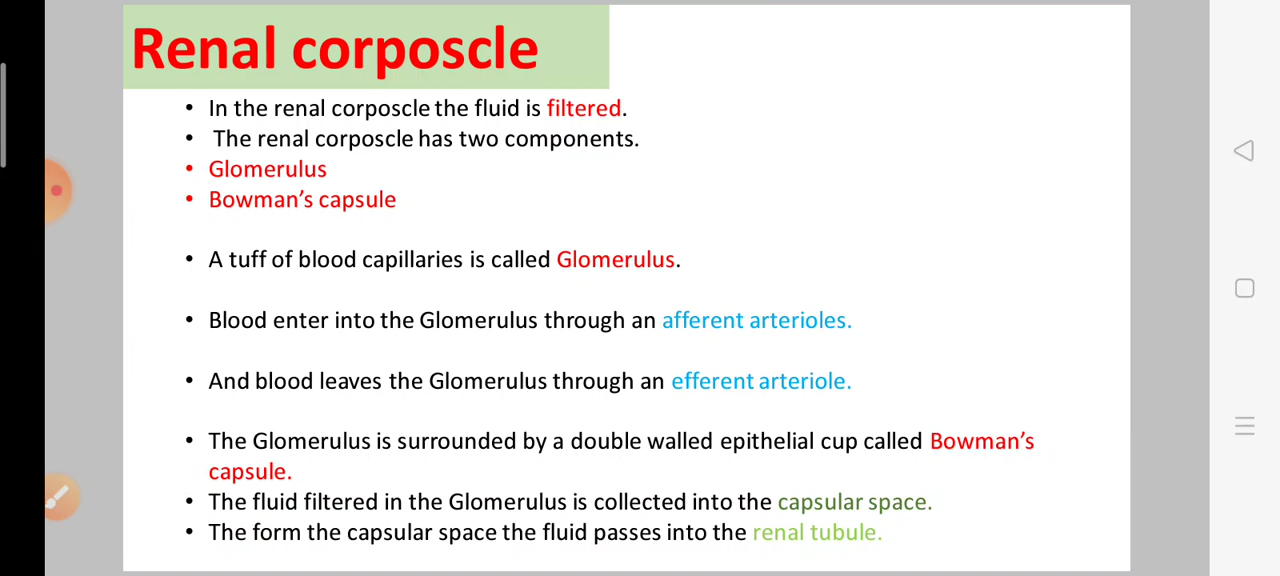 Renal corposcle
• In the renal corposcle the fluid is filtered.
• The renal corposcle has two components.
• Glomerulus
• Bowman's capsule
• A tuff of blood capillaries is called Glomerulus.
• Blood enter into the Glomerulus through an afferent arterioles.
• And blood leaves the Glomerulus through an efferent arteriole.
• The Glomerulus is surrounded by a double walled epithelial cup called Bowman's
capsule.
• The fluid filtered in the Glomerulus is collected into the capsular space.
• The form the capsular space the fluid passes into the renal tubule.